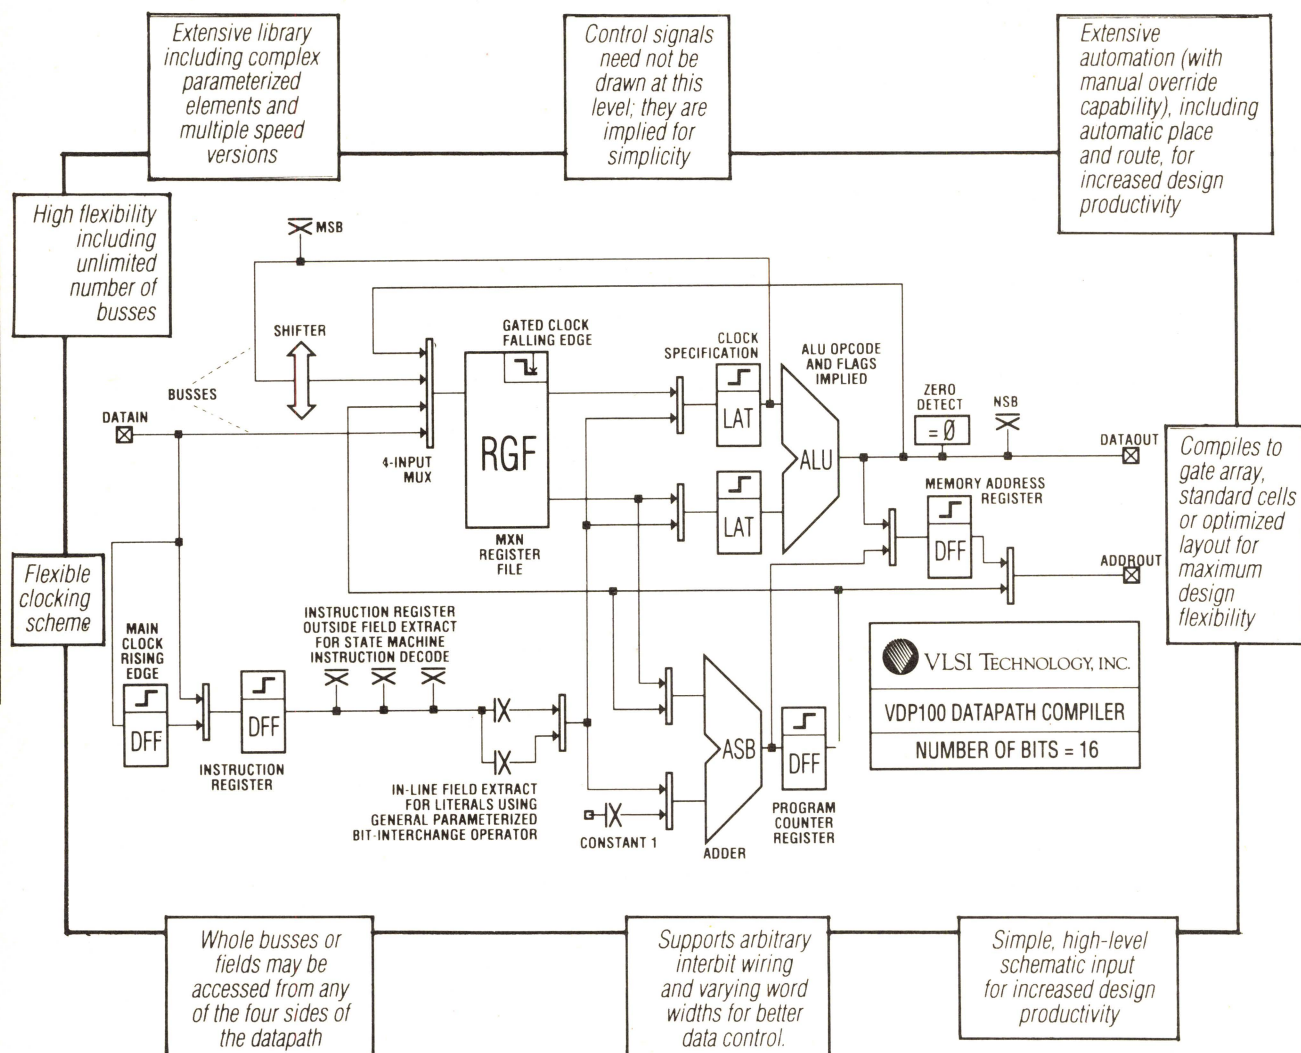 Extensive library
including complex
parameterized
elements and
multiple speed
versions
Control signals
need not be
drawn at this
level; they are
implied for
simplicity
Extensive
automation (with
manual override
capability), including
automatic place
and route, for
increased design
productivity
High flexibility
including
unlimited
number of
busses
MSB
SHIFTER
BUSSES
DATAIN
4-INPUT
MUX
GATED CLOCK
FALLING EDGE
RGF
MXN
REGISTER
FILE
CLOCK
SPECIFICATION
LAT
LAT
ALU OPCODE
AND FLAGS
IMPLIED
ALU
ZERO
DETECT
= Ø
NSB
DATAOUT
MEMORY ADDRESS
REGISTER
DFF
ADDROUT
Compiles to
gate array,
standard cells
or optimized
layout for
maximum
design
flexibility
Flexible
clocking
scheme
MAIN
CLOCK
RISING
EDGE
DFF
DFF
INSTRUCTION
REGISTER
INSTRUCTION REGISTER
OUTSIDE FIELD EXTRACT
FOR STATE MACHINE
INSTRUCTION DECODE
IN-LINE FIELD EXTRACT
FOR LITERALS USING
GENERAL PARAMETERIZED
BIT-INTERCHANGE OPERATOR
CONSTANT 1
ASB
ADDER
DFF
PROGRAM
COUNTER
REGISTER
VLSI TECHNOLOGY, INC.
VDP100 DATAPATH COMPILER
NUMBER OF BITS = 16
Whole busses or
fields may be
accessed from any
of the four sides of
the datapath
Supports arbitrary
interbit wiring
and varying word
widths for better
data control.
Simple, high-level
schematic input
for increased design
productivity